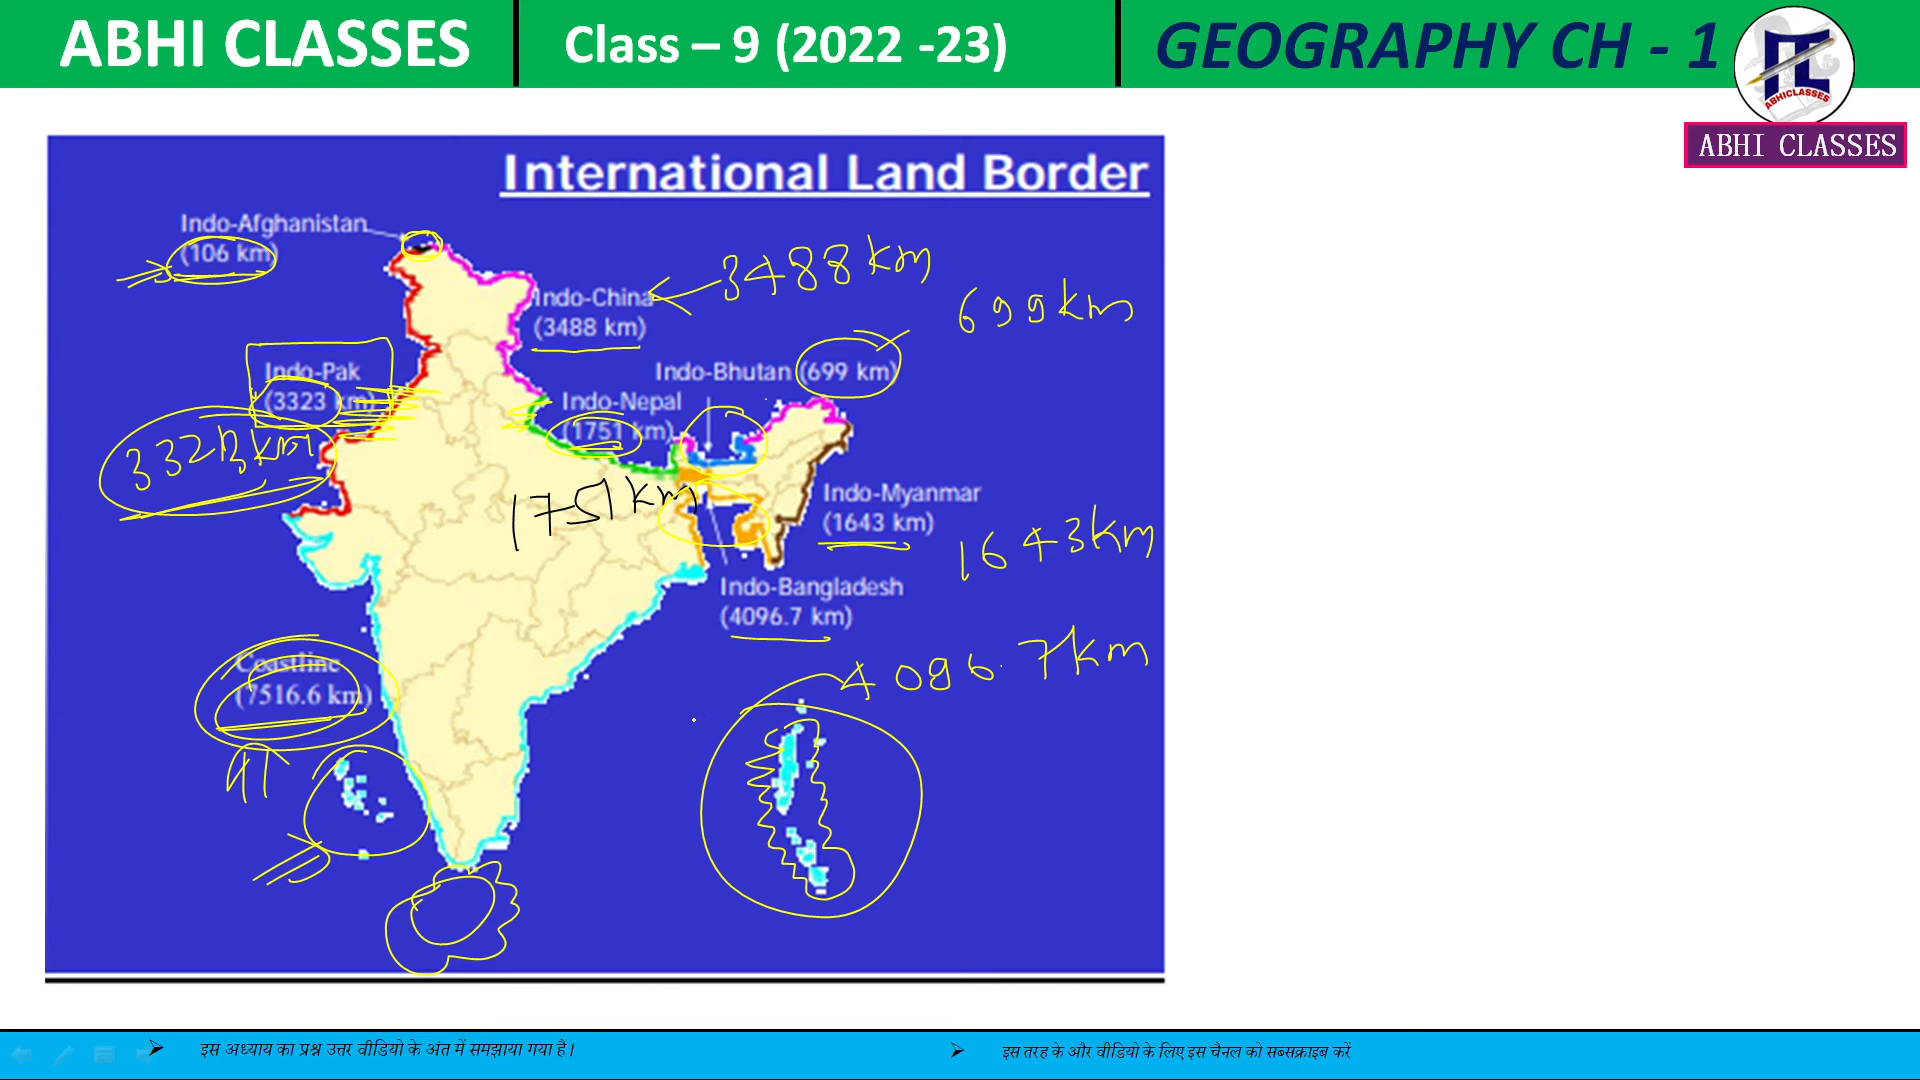 ABHI CLASSES
Class – 9 (2022 -23)
GEOGRAPHY CH - 1
ABHICLASSES
ABHI CLASSES
International Land Border
Indo-Afghanistan
(106 km)
3488 km
Indo-China
(3488 km)
699 km
Indo-Pak
(3323 km)
Indo-Bhutan (699 km)
Indo-Nepal
(1751 km)
3323 km
1751 km
Indo-Myanmar
(1643 km)
1643 km
Indo-Bangladesh
(4096.7 km)
4096.7 km
Coastline
(7516.6 km)
इस अध्याय का प्रश्न उत्तर वीडियो के अंत में समझाया गया है।
इस तरह के और वीडियो के लिए इस चैनल को सब्सक्राइब करें